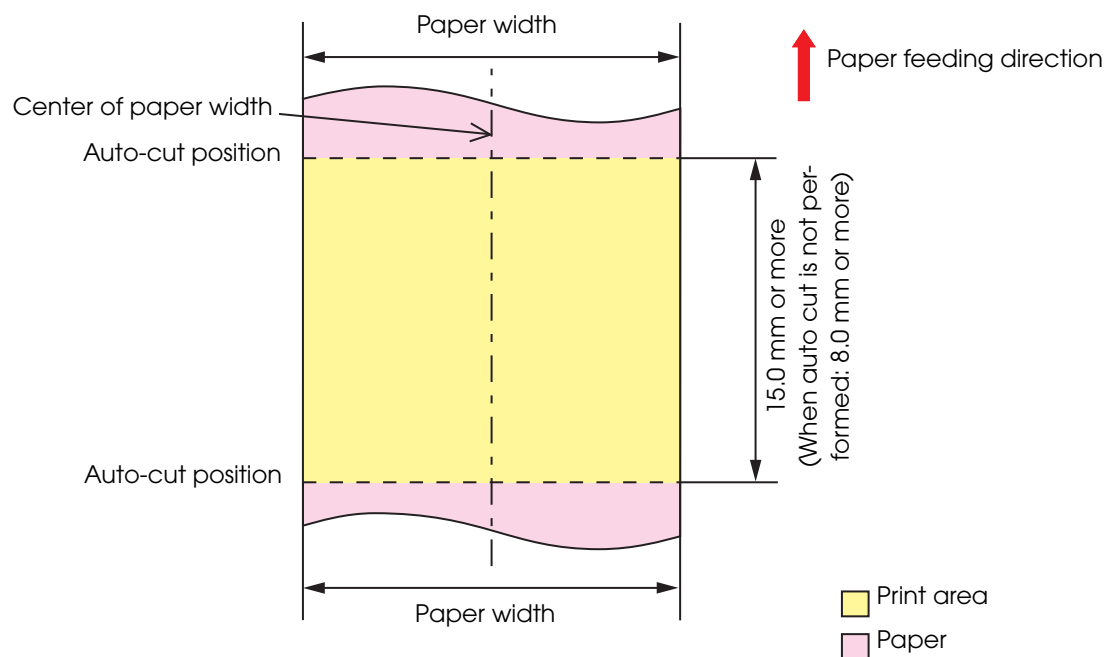 Paper width
Paper feeding direction
Center of paper width
Auto-cut position
15.0 mm or more
(When auto cut is not per-
formed: 8.0 mm or more)
Auto-cut position
Print area
Paper width
Paper